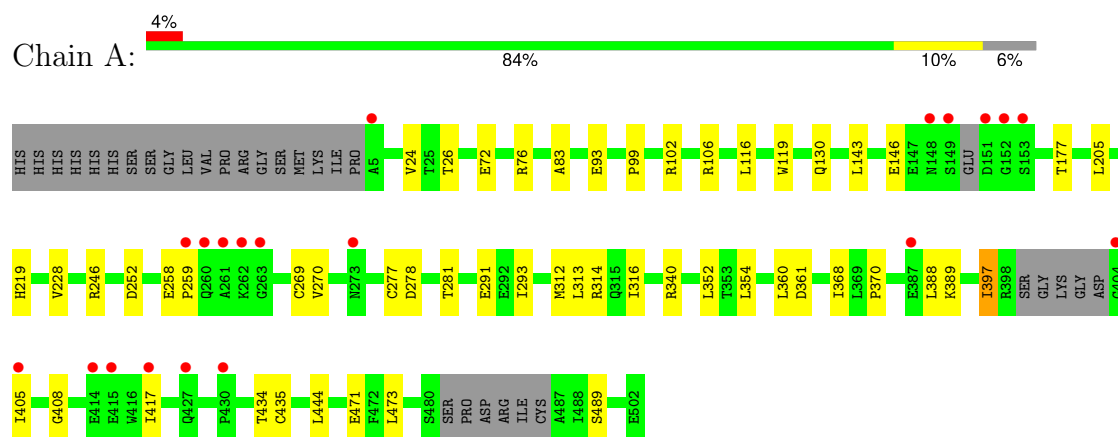 4%
Chain A:
84% 10% 6%
HIS HIS HIS HIS HIS HIS SER SER GLY LEU VAL PRO ARG GLY SER MET LYS ILE PRO A5 V24 T25 T26 E72 R76 A83 E93 P99 R102 R106 L116 W119 Q130 L143 E146 E147 N148 S149 GLU D151 G152 S153 T177 L205
H219 V228 R246 D252 E258 P259 Q260 A261 K262 G263 C269 V270 N273 C277 D278 T281 E291 E292 I293 M312 L313 R314 Q315 I316 R340 L352 T353 L354 L360 D361 I368 L369 P370 E387 L388 K389 I397 R398 SER GLY LYS GLY ASP
I405 G408 E414 E415 W416 I417 Q427 P430 T434 C435 L444 E471 F472 L473 S480 SER PRO ASP ARG ILE CYS A487 I488 S489 E502